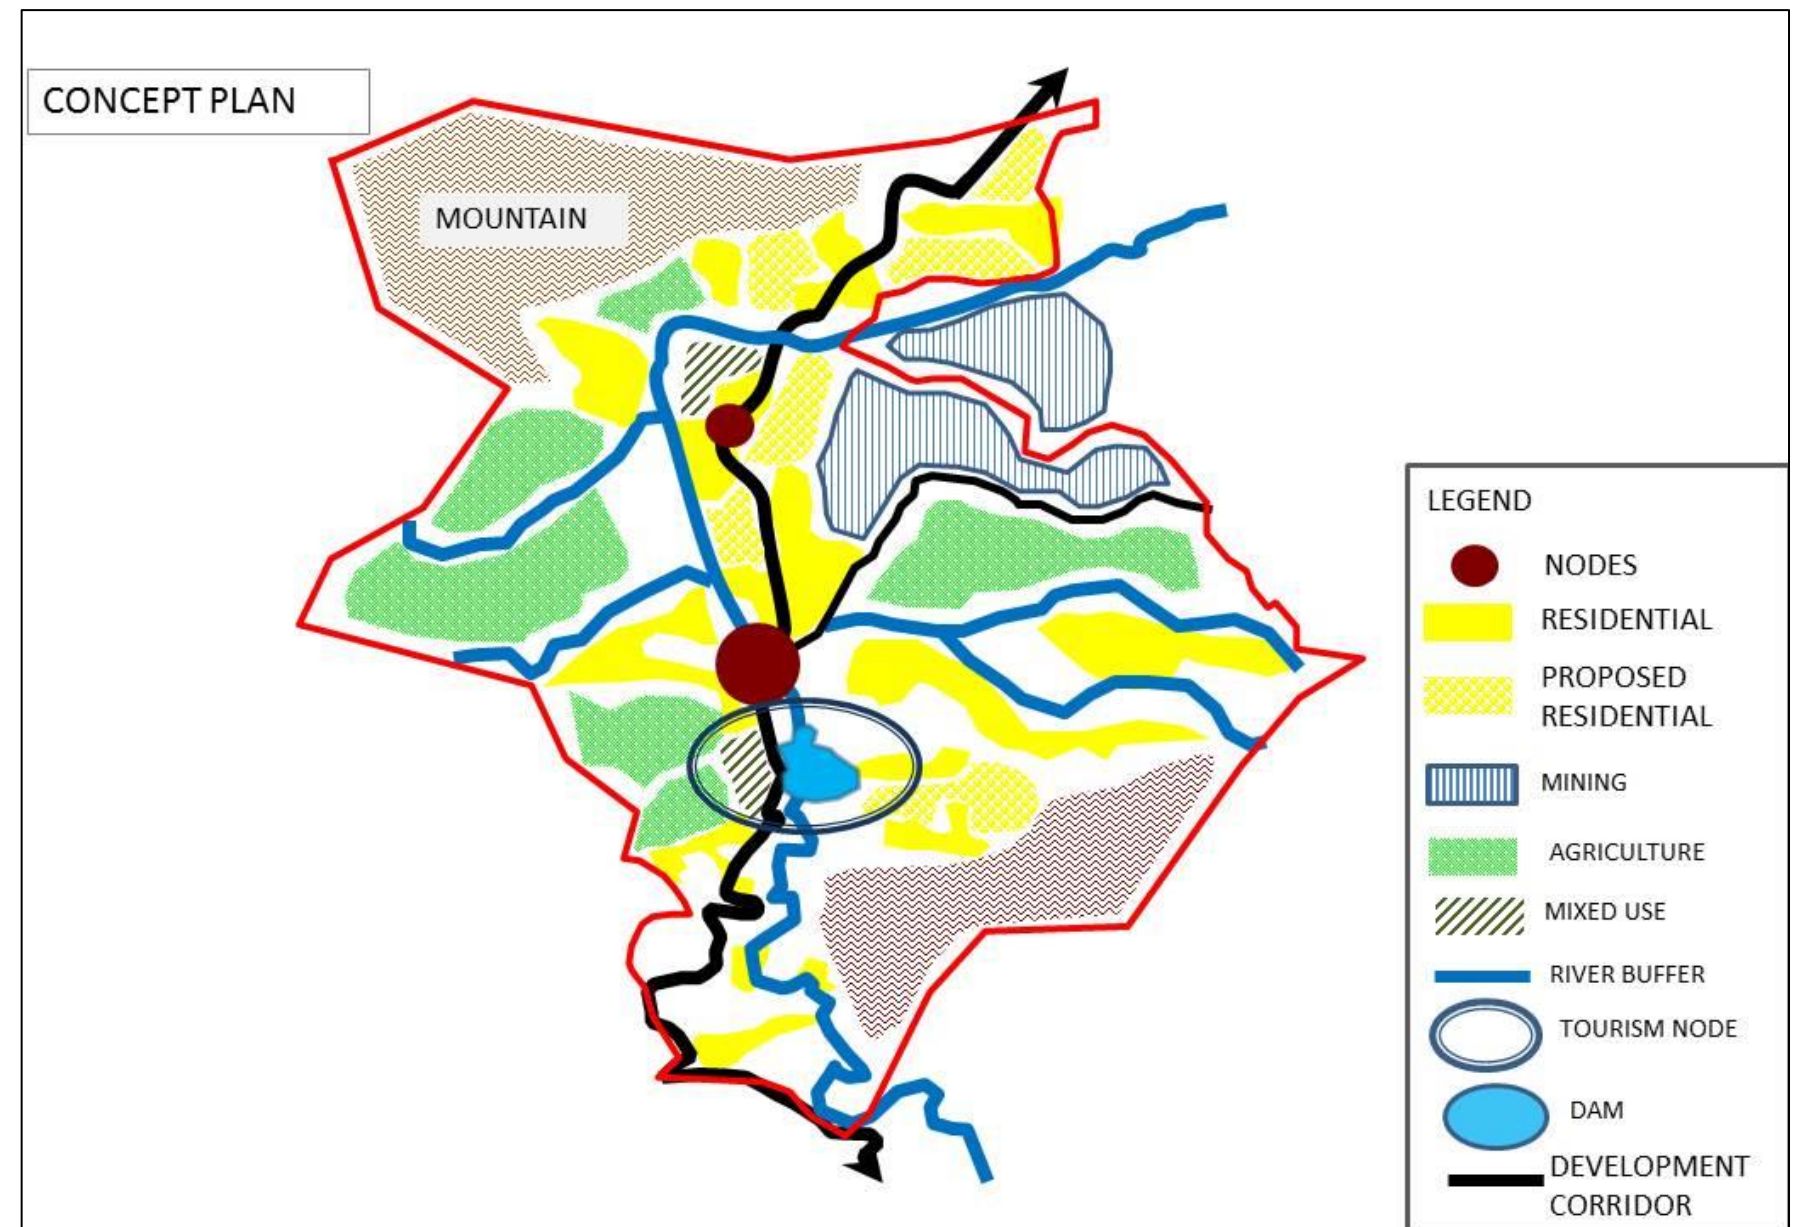 CONCEPT PLAN
MOUNTAIN
LEGEND
NODES
RESIDENTIAL
PROPOSED
RESIDENTIAL
MINING
AGRICULTURE
MIXED USE
RIVER BUFFER
TOURISM NODE
DAM
DEVELOPMENT
CORRIDOR